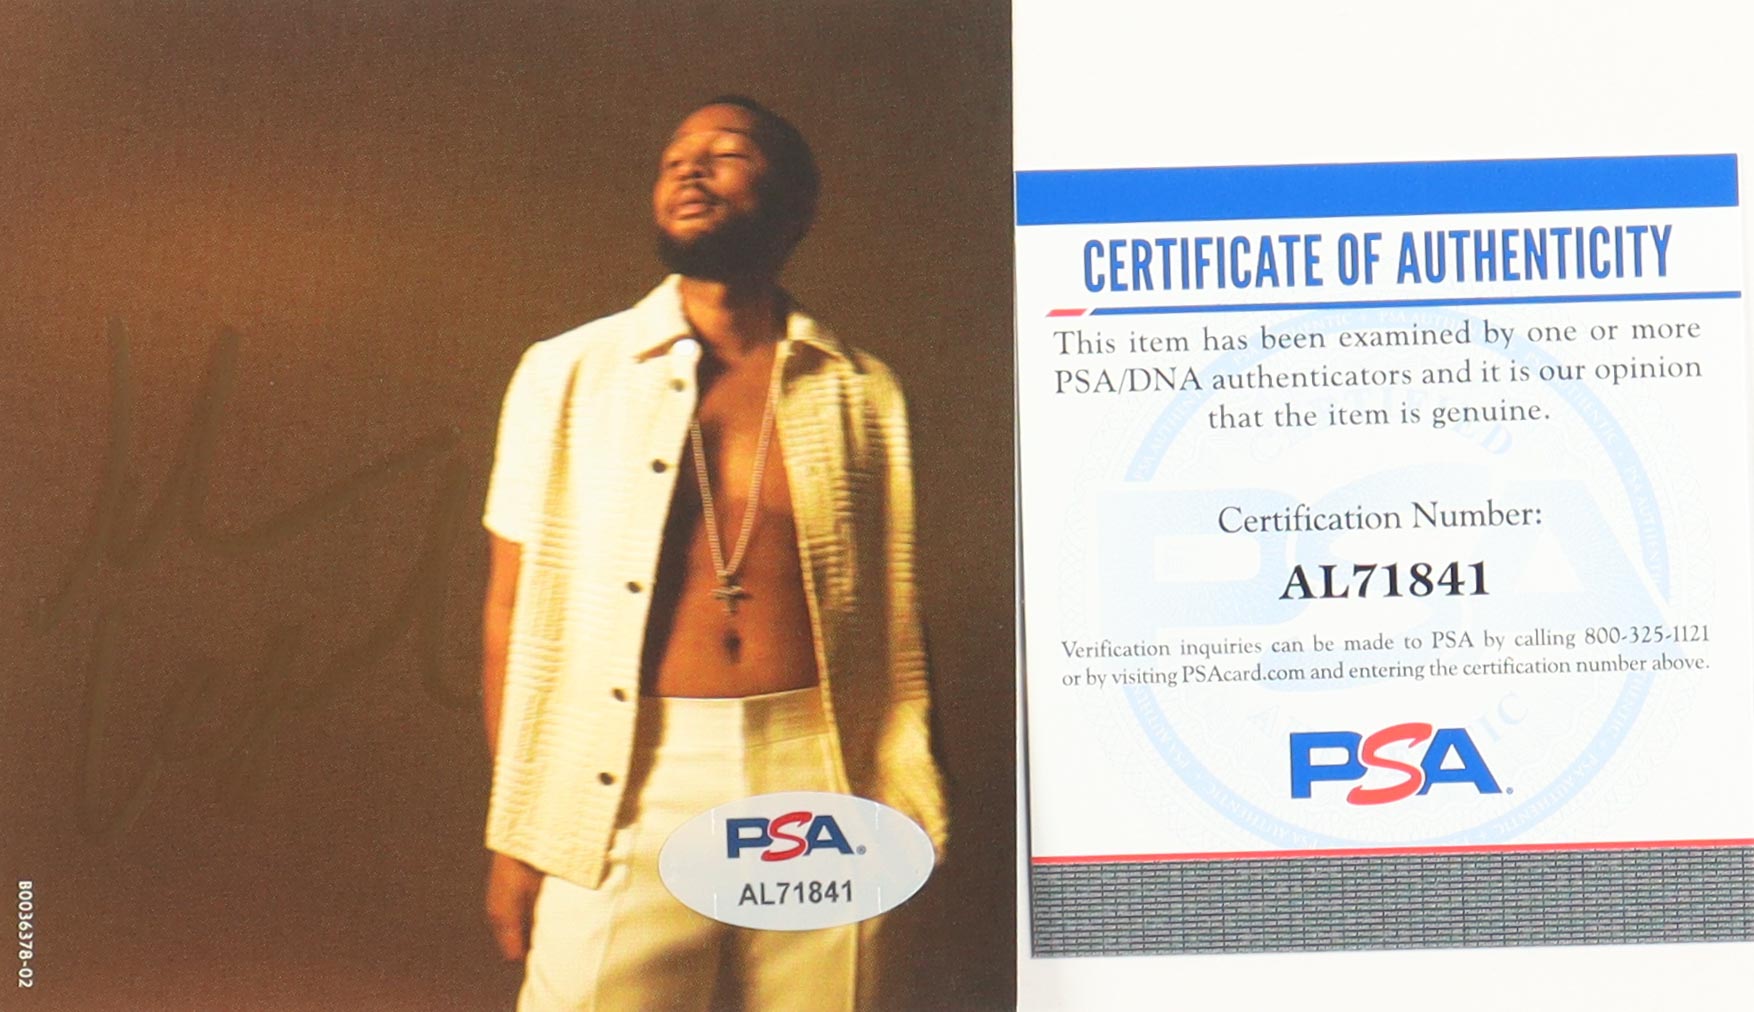 B0036378-02
PSA®
AL71841
CERTIFICATE OF AUTHENTICITY
This item has been examined by one or more
PSA/DNA authenticators and it is our opinion
that the item is genuine.
Certification Number:
AL71841
Verification inquiries can be made to PSA by calling 800-325-1121
or by visiting PSAcard.com and entering the certification number above.
PSA®